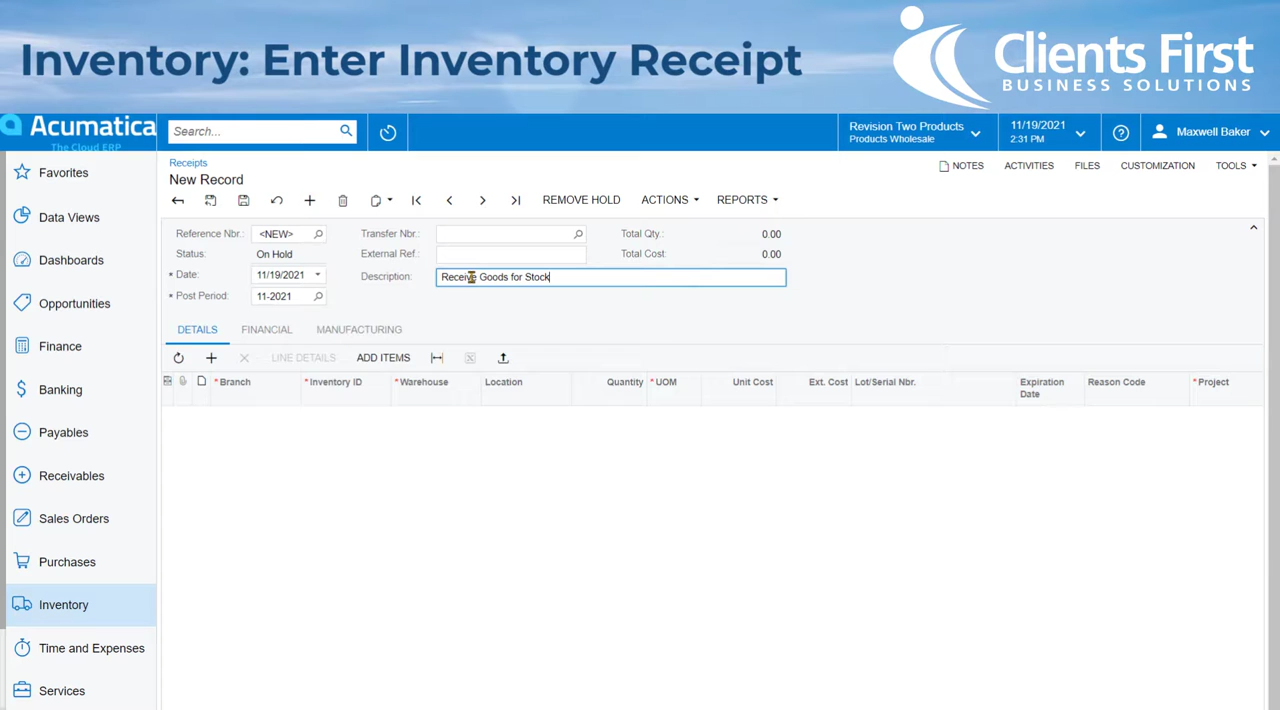 Inventory: Enter Inventory Receipt
Clients First
BUSINESS SOLUTIONS
Acumatica
The Cloud ERP
Search...
Revision Two Products
Products Wholesale
11/19/2021
2:31 PM
Maxwell Baker
Favorites
Data Views
Dashboards
Opportunities
Finance
Banking
Payables
Receivables
Sales Orders
Purchases
Inventory
Time and Expenses
Services
Receipts
New Record
NOTES ACTIVITIES FILES CUSTOMIZATION TOOLS
REMOVE HOLD ACTIONS REPORTS
Reference Nbr.: <NEW> Transfer Nbr.: Total Qty.: 0.00
Status: On Hold External Ref.: Total Cost: 0.00
* Date: 11/19/2021 Description: Receive Goods for Stock
* Post Period: 11-2021
DETAILS FINANCIAL MANUFACTURING
LINE DETAILS ADD ITEMS
* Branch * Inventory ID * Warehouse Location Quantity * UOM Unit Cost Ext. Cost Lot/Serial Nbr. Expiration Date Reason Code * Project